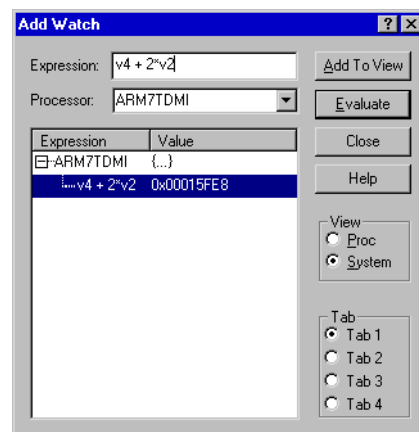 Add Watch
Expression: v4 + 2*v2
Add To View
Processor: ARM7TDMI
Evaluate
Expression Value
Close
ARM7TDMI {...}
v4 + 2*v2 0x00015FE8
Help
View
Proc
System
Tab
Tab 1
Tab 2
Tab 3
Tab 4